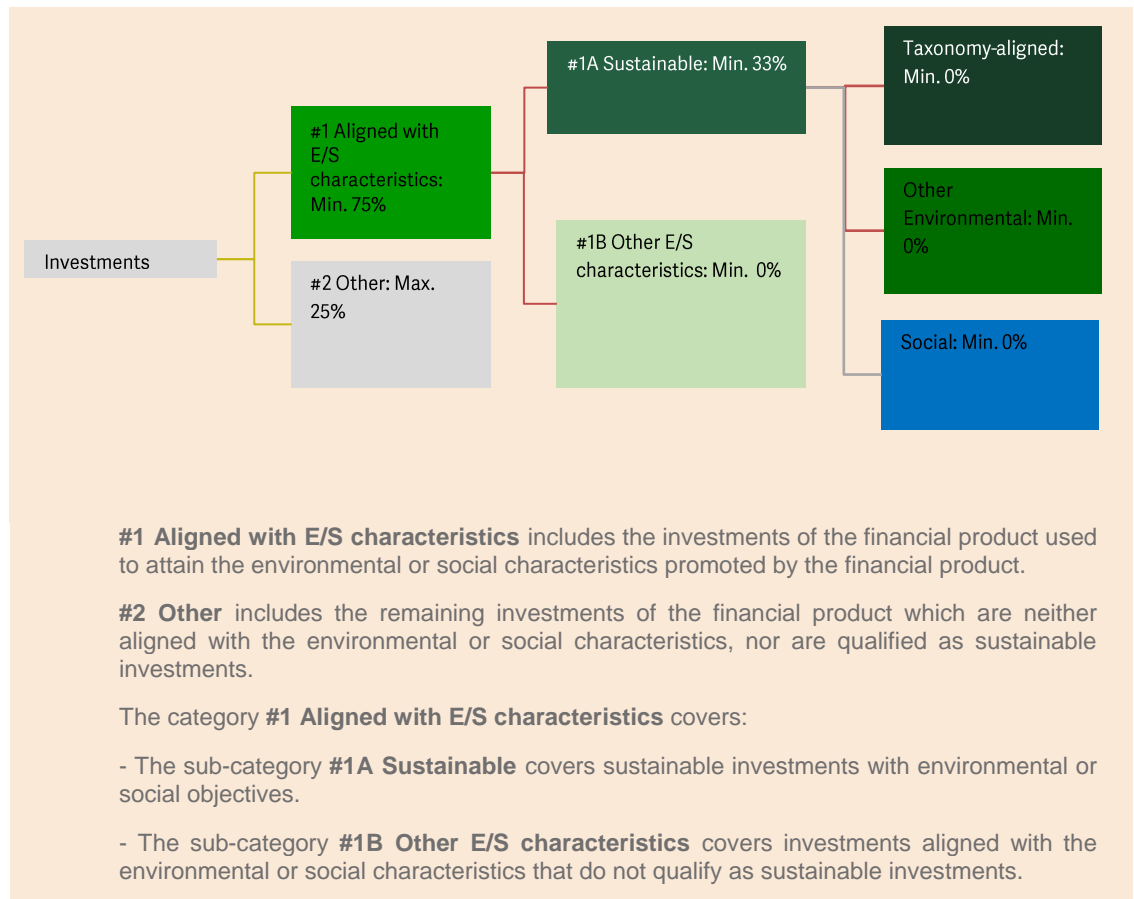 Investments
#1 Aligned with
E/S
characteristics:
Min. 75%
#2 Other: Max.
25%
#1A Sustainable: Min. 33%
#1B Other E/S
characteristics: Min. 0%
Taxonomy-aligned:
Min. 0%
Other
Environmental: Min.
0%
Social: Min. 0%
#1 Aligned with E/S characteristics includes the investments of the financial product used
to attain the environmental or social characteristics promoted by the financial product.
#2 Other includes the remaining investments of the financial product which are neither
aligned with the environmental or social characteristics, nor are qualified as sustainable
investments.
The category #1 Aligned with E/S characteristics covers:
- The sub-category #1A Sustainable covers sustainable investments with environmental or
social objectives.
- The sub-category #1B Other E/S characteristics covers investments aligned with the
environmental or social characteristics that do not qualify as sustainable investments.